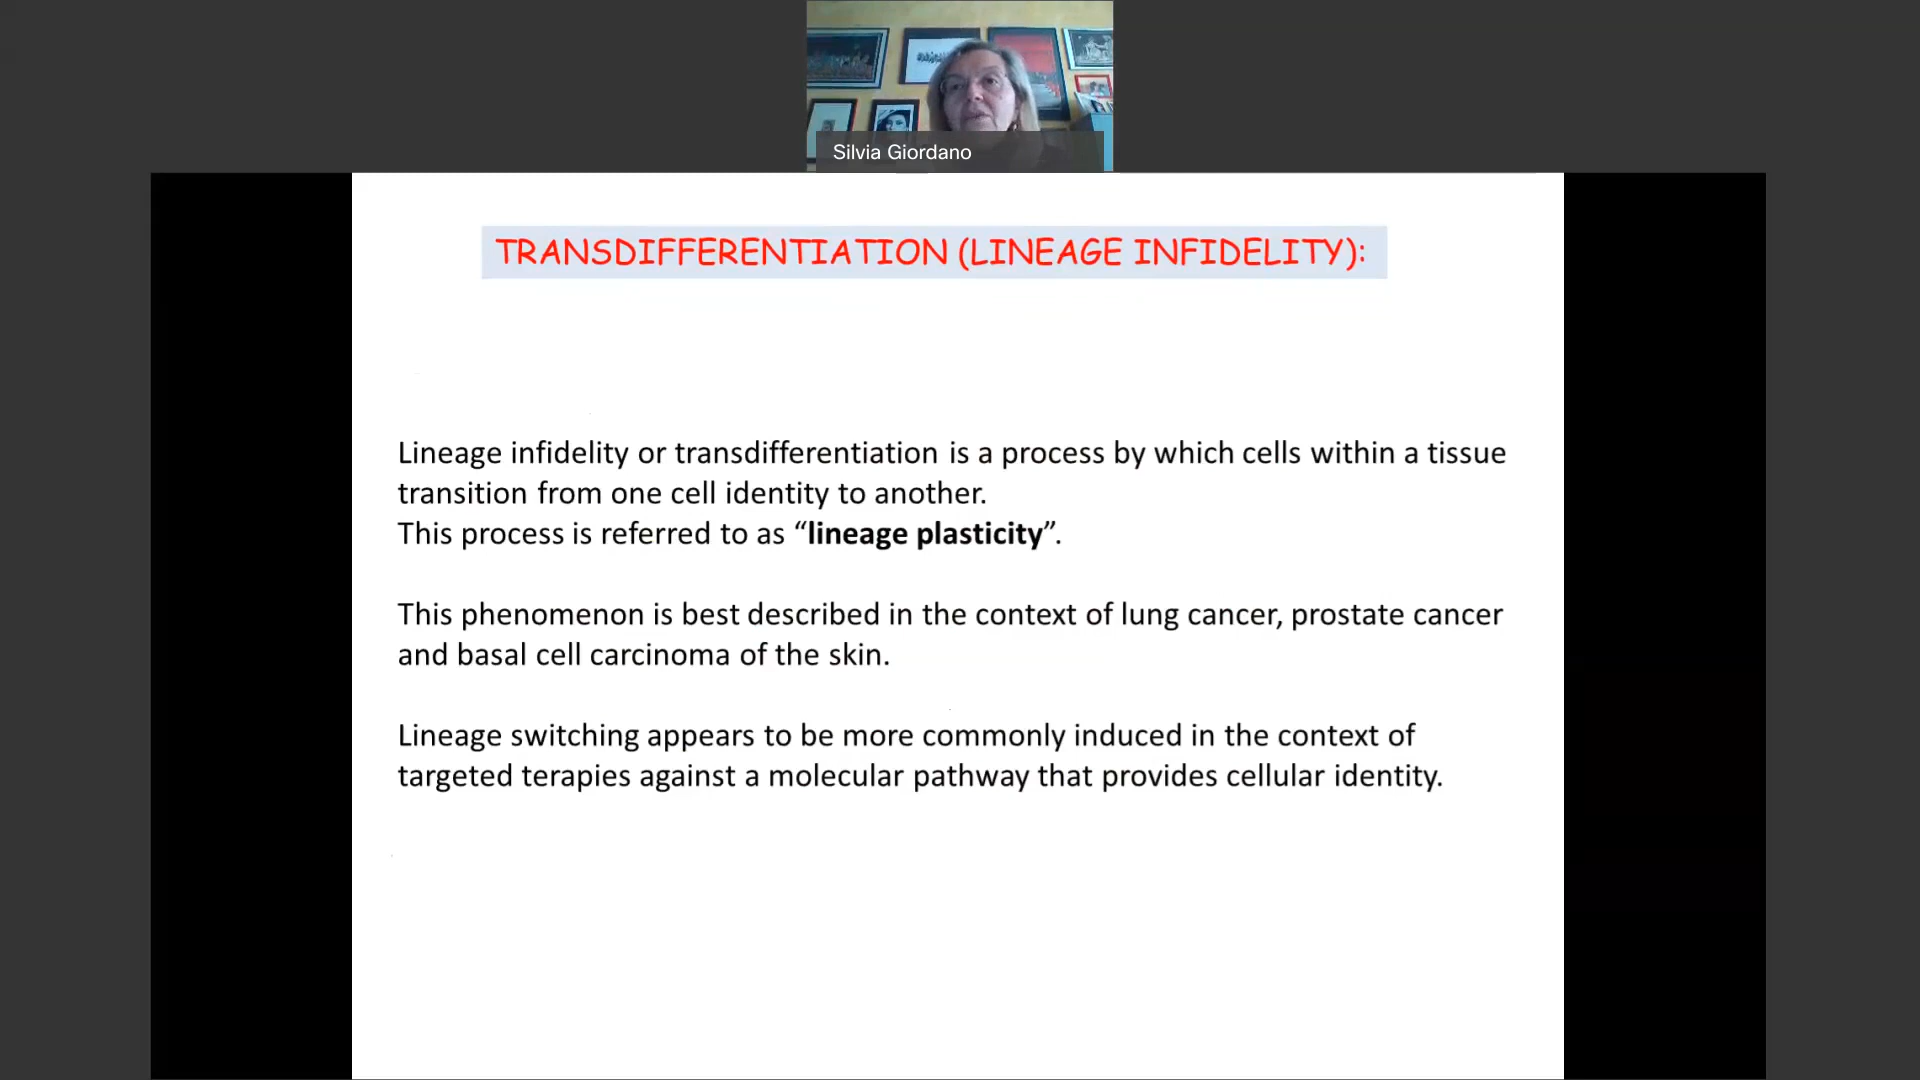 Silvia Giordano
TRANSDIFFERENTIATION (LINEAGE INFIDELITY):
Lineage infidelity or transdifferentiation is a process by which cells within a tissue
transition from one cell identity to another.
This process is referred to as “lineage plasticity”.
This phenomenon is best described in the context of lung cancer, prostate cancer
and basal cell carcinoma of the skin.
Lineage switching appears to be more commonly induced in the context of
targeted terapies against a molecular pathway that provides cellular identity.